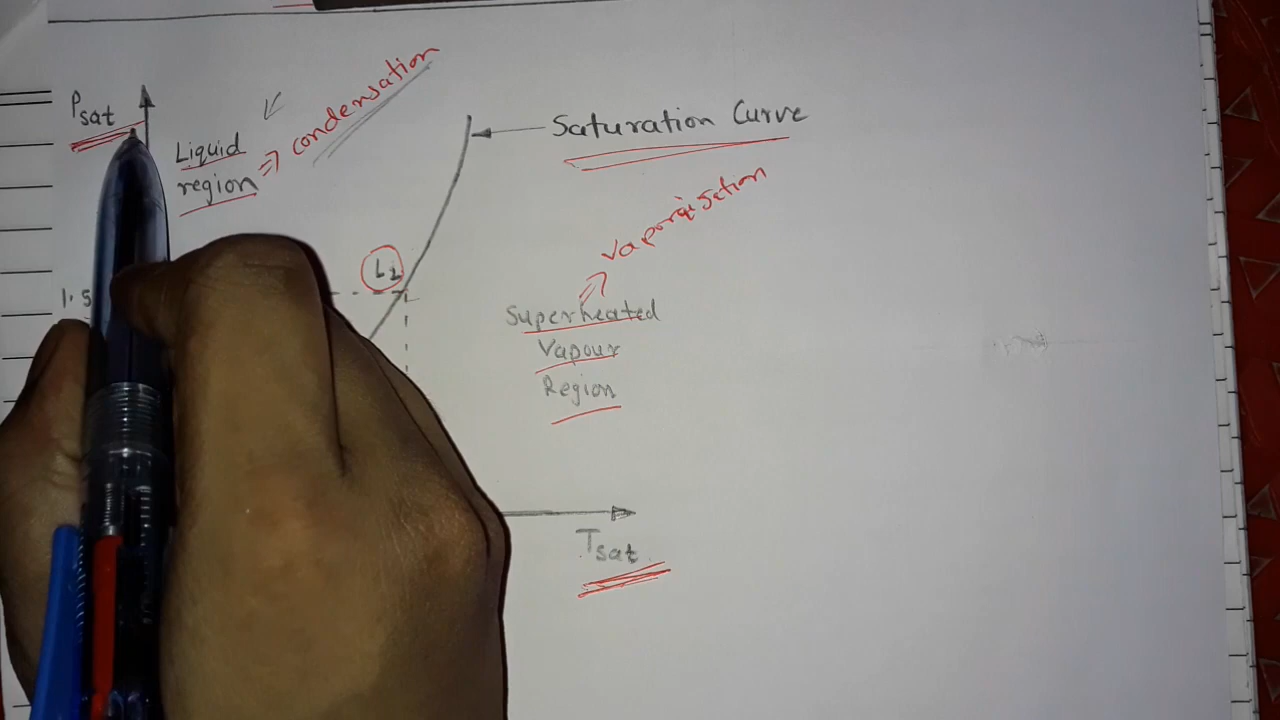 Psat
Liquid
region
⇒ condensation
Saturation Curve
Vaporisation
L2
1.5
Superheated
Vapour
Region
Tsat